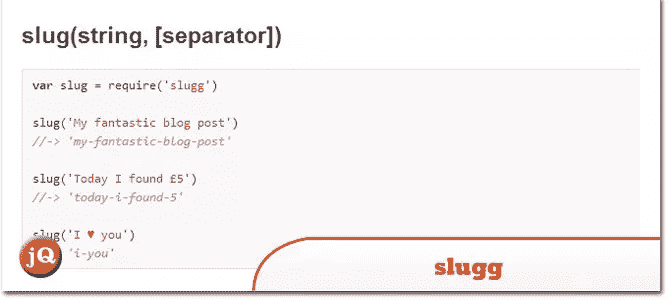 slug(string, [separator])
var slug = require('slugg')
slug('My fantastic blog post')
//-> 'my-fantastic-blog-post'
slug('Today I found £5')
//-> 'today-i-found-5'
slug('I ♥ you')
'i-you'
jQ
slugg